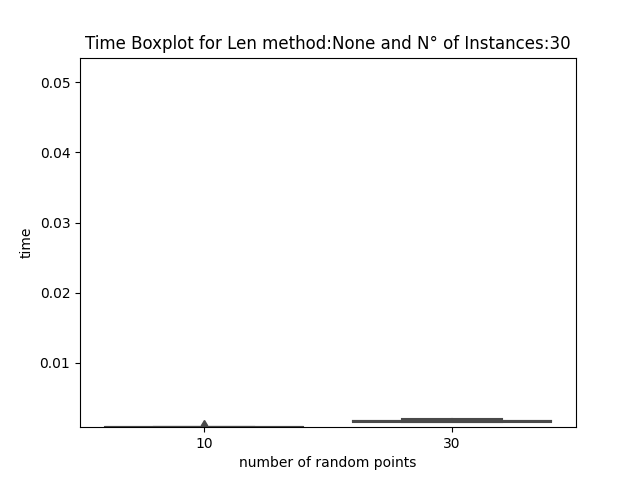 Time Boxplot for Len method:None and N° of Instances:30
0.05
0.04
0.03
0.02
0.01
time
10 30
number of random points